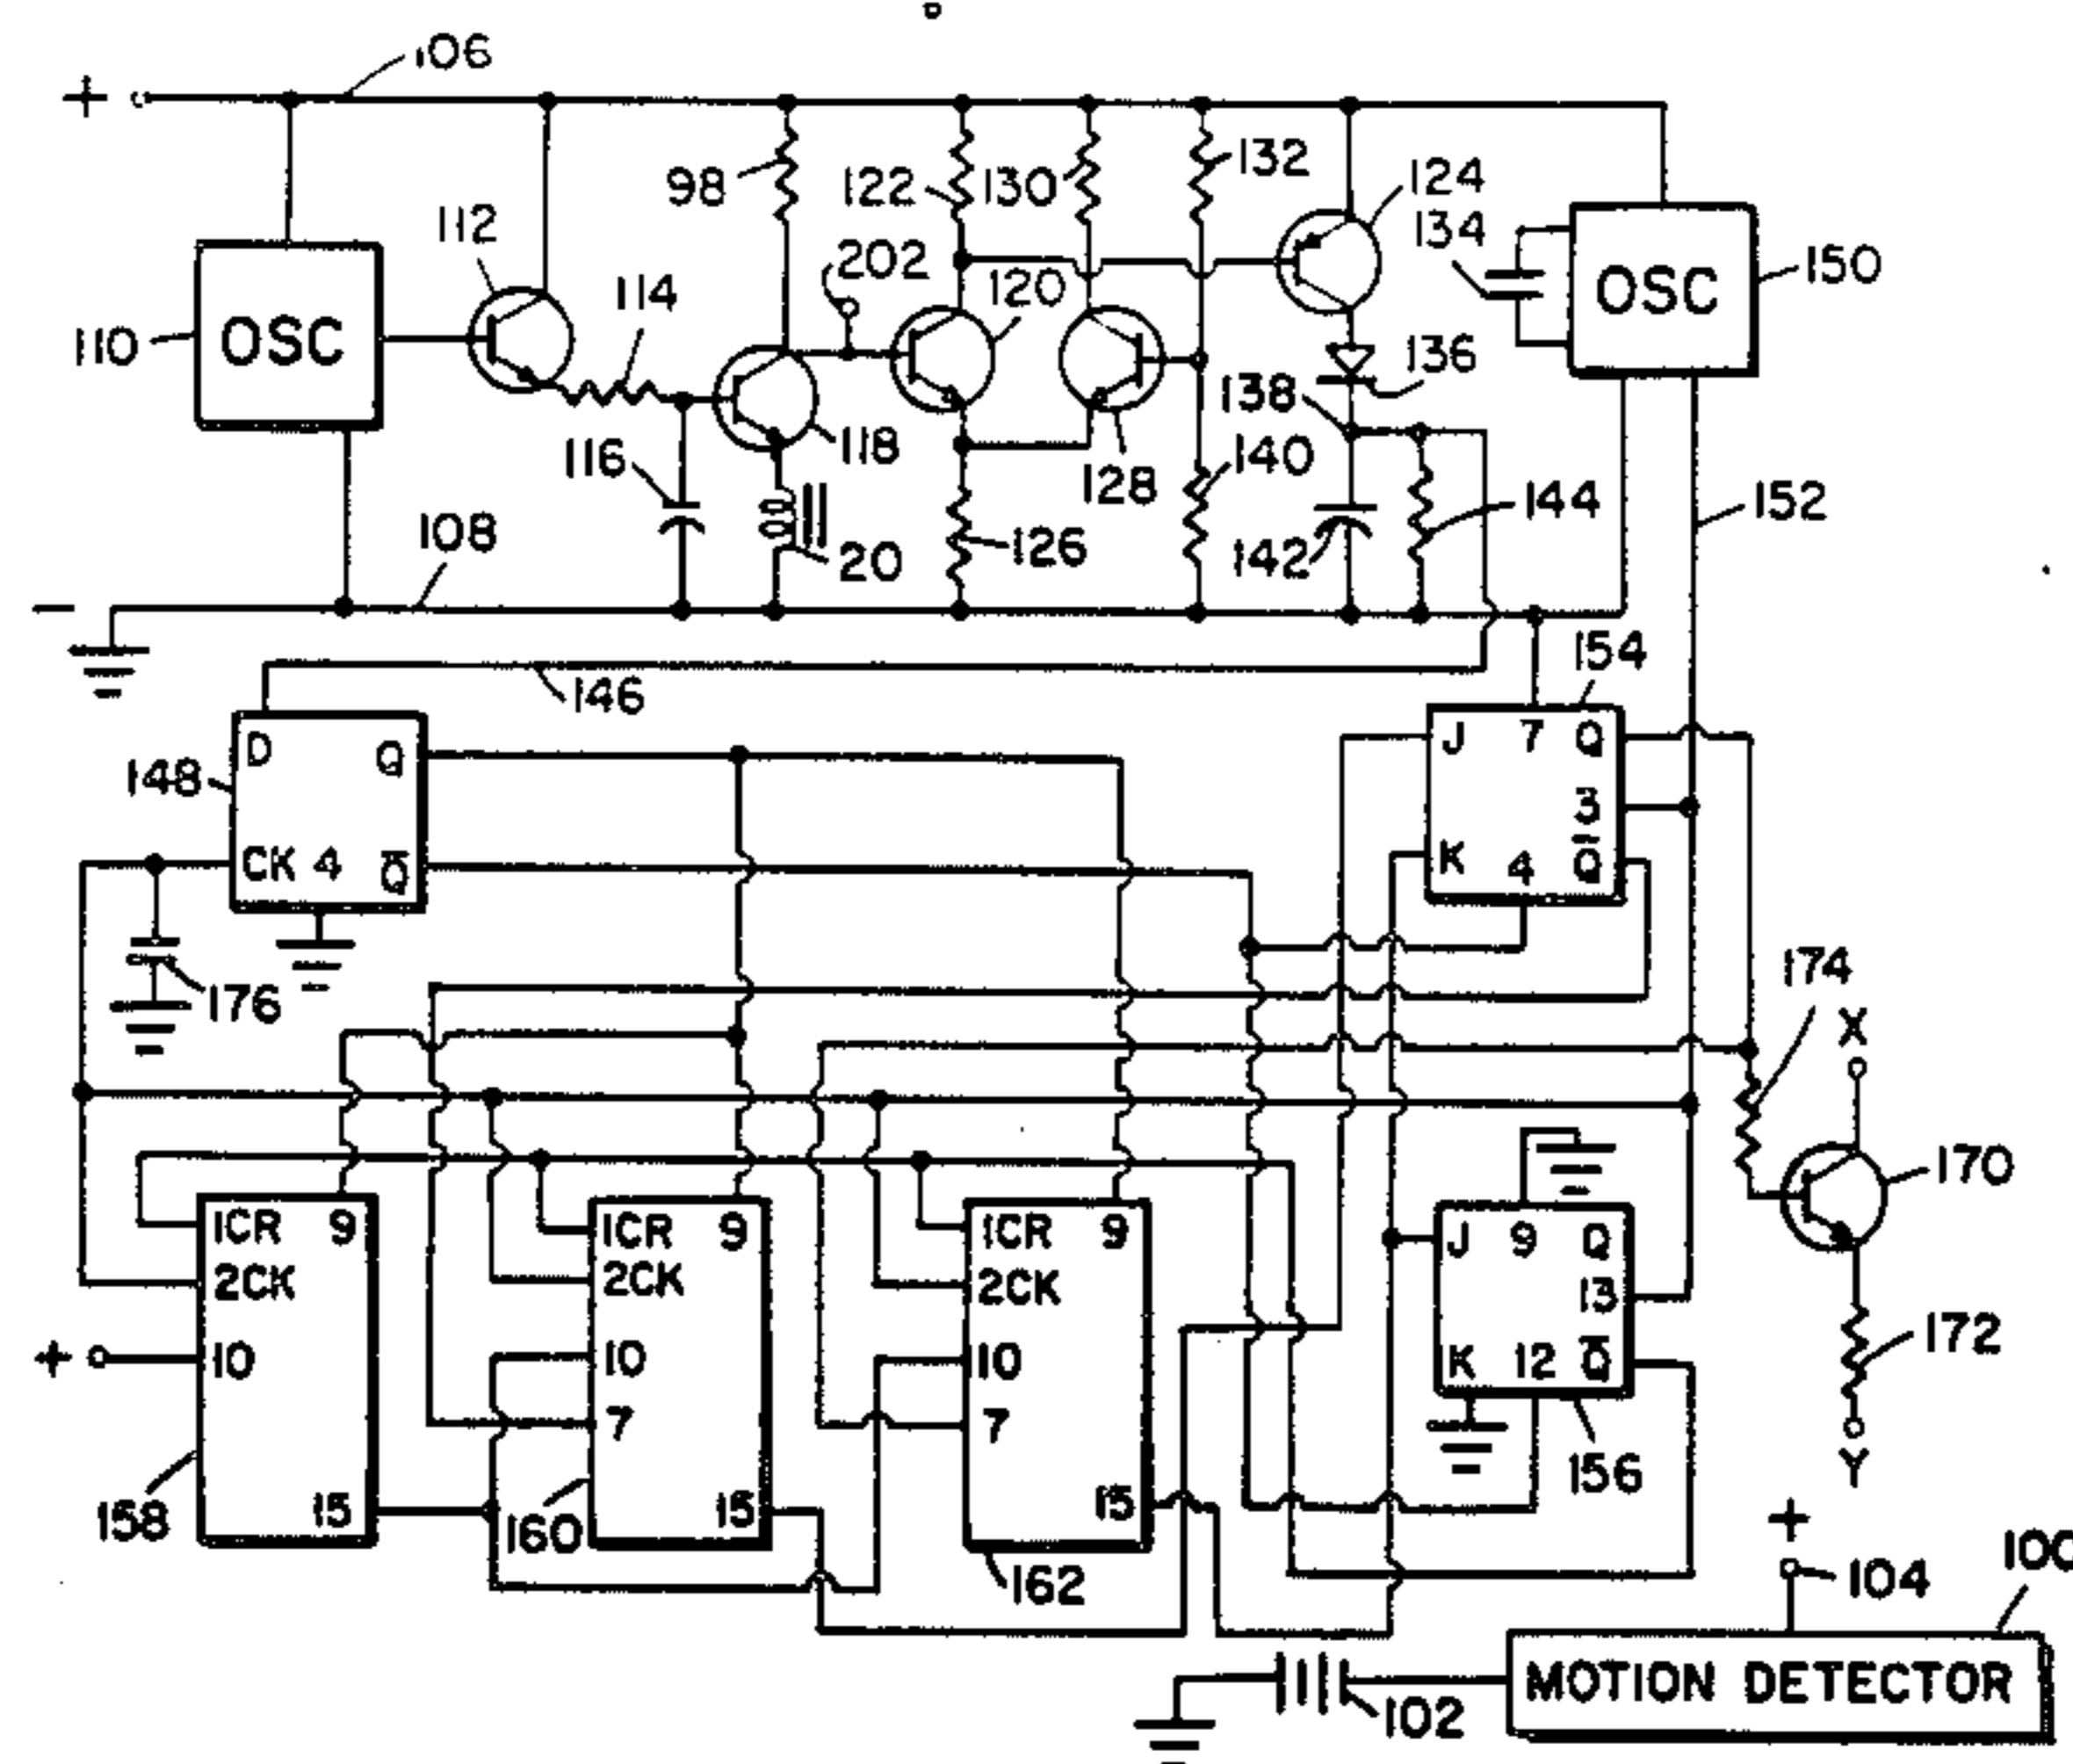 + 106
98 122 130 132 124
112 134
202
110 OSC 114 120 OSC 150
136
118 138
116 128 140
108 144 152
20 126 142
−
154
146
D Q J 7 Q
148 3
CK 4 Q̅ K 4 Q̅
176 174
X
170
1CR 9 1CR 9 1CR 9 J 9 Q
2CK 2CK 2CK 13
+ 10 10 10 K 12 Q̅ 172
7 7
156 Y
158 15 160 15 15
162 + 104 100
MOTION DETECTOR
102